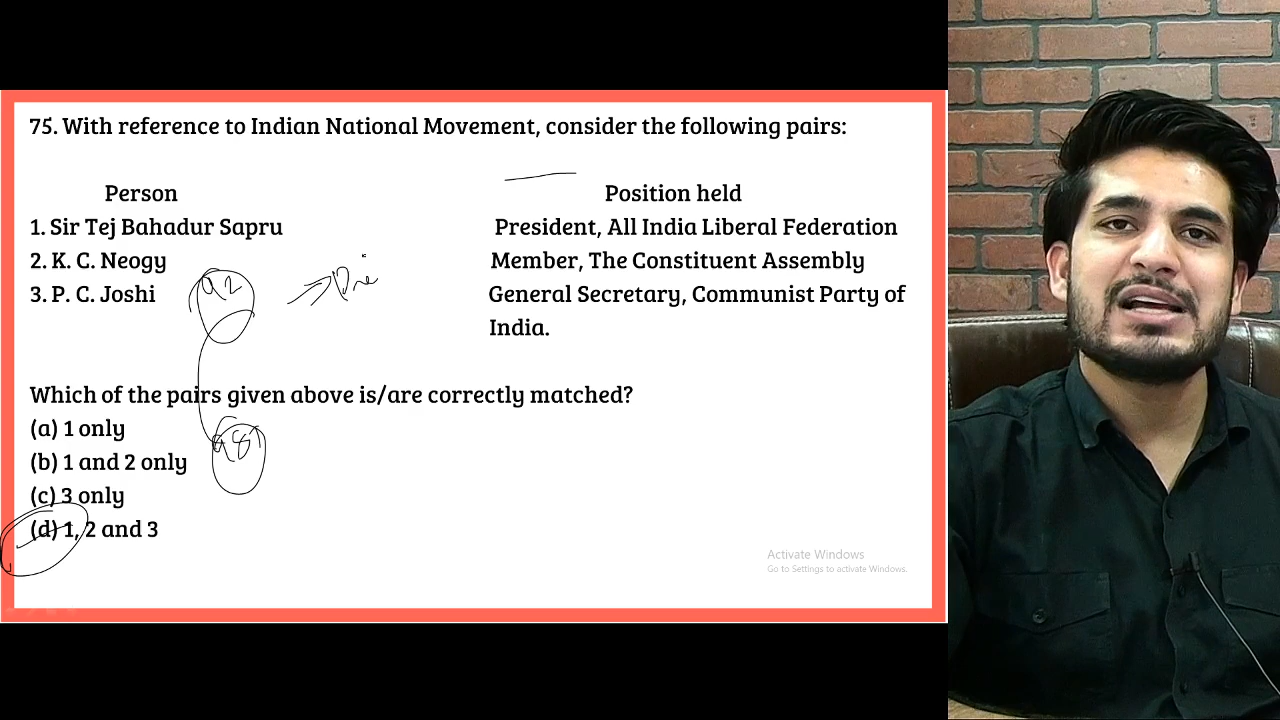 75. With reference to Indian National Movement, consider the following pairs:
Person Position held
1. Sir Tej Bahadur Sapru President, All India Liberal Federation
2. K. C. Neogy Member, The Constituent Assembly
3. P. C. Joshi General Secretary, Communist Party of
India.
92
Which of the pairs given above is/are correctly matched?
(a) 1 only
(b) 1 and 2 only
(c) 3 only
(d) 1, 2 and 3
Activate Windows
Go to Settings to activate Windows.